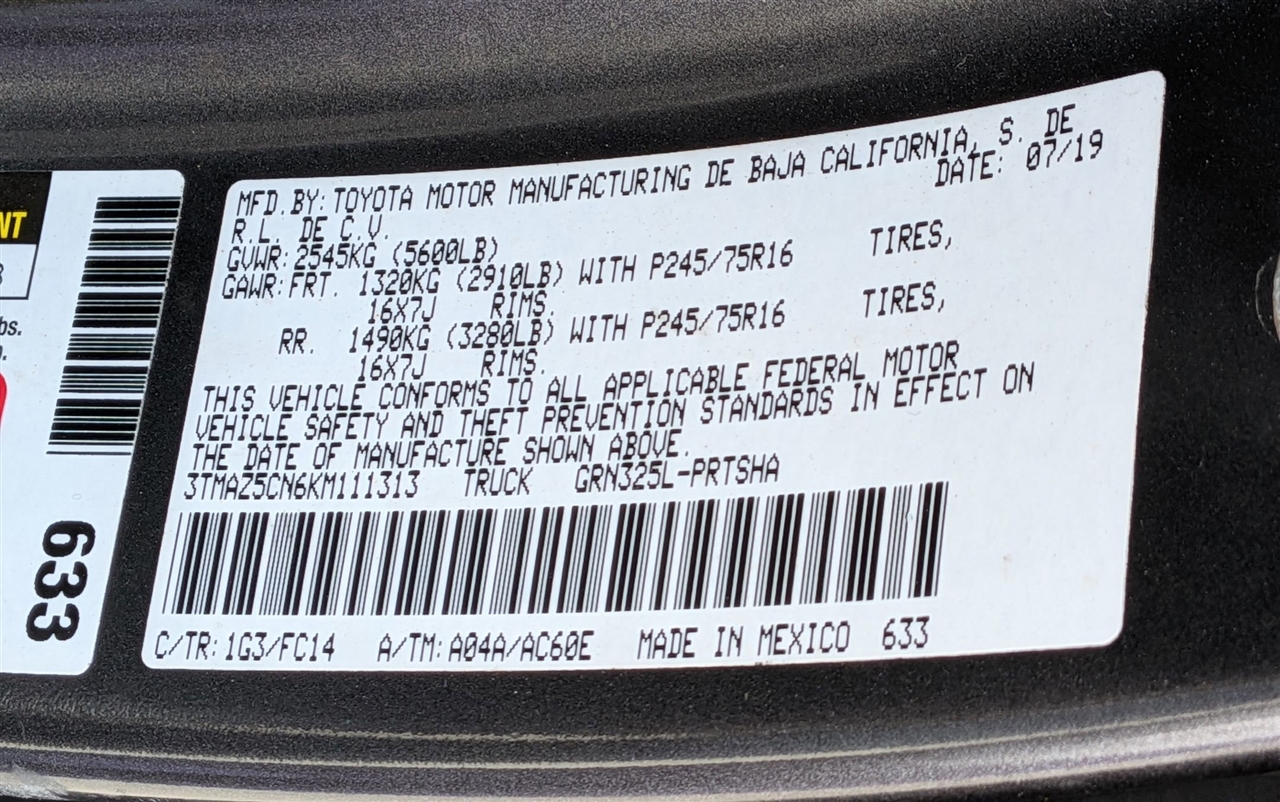 MFD.BY:TOYOTA MOTOR MANUFACTURING DE BAJA CALIFORNIA, S. DE
R.L. DE C.V. DATE: 07/19
GVWR:2545KG (5600LB)
GAWR:FRT. 1320KG (2910LB) WITH P245/75R16 TIRES,
16X7J RIMS.
RR. 1490KG (3280LB) WITH P245/75R16 TIRES,
16X7J RIMS.
THIS VEHICLE CONFORMS TO ALL APPLICABLE FEDERAL MOTOR
VEHICLE SAFETY AND THEFT PREVENTION STANDARDS IN EFFECT ON
THE DATE OF MANUFACTURE SHOWN ABOVE.
3TMAZ5CN6KM111313 TRUCK GRN325L-PRTSHA
C/TR:1G3/FC14 A/TM:A04A/AC60E MADE IN MEXICO 633
NT
bs.
633